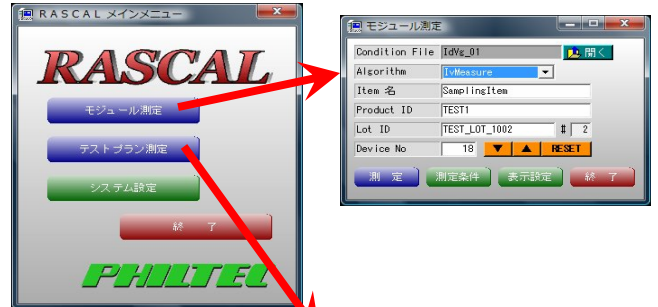 RASCAL メインメニュー
RASCAL
モジュール測定
テストプラン測定
システム設定
終 了
PHILTEC
モジュール測定
Condition File IdVg_01 開く
Algorithm IvMeasure
Item 名 SamplingItem
Product ID TEST1
Lot ID TEST_LOT_1002 # 2
Device No 18 ▼ ▲ RESET
測 定 測定条件 表示設定 終 了